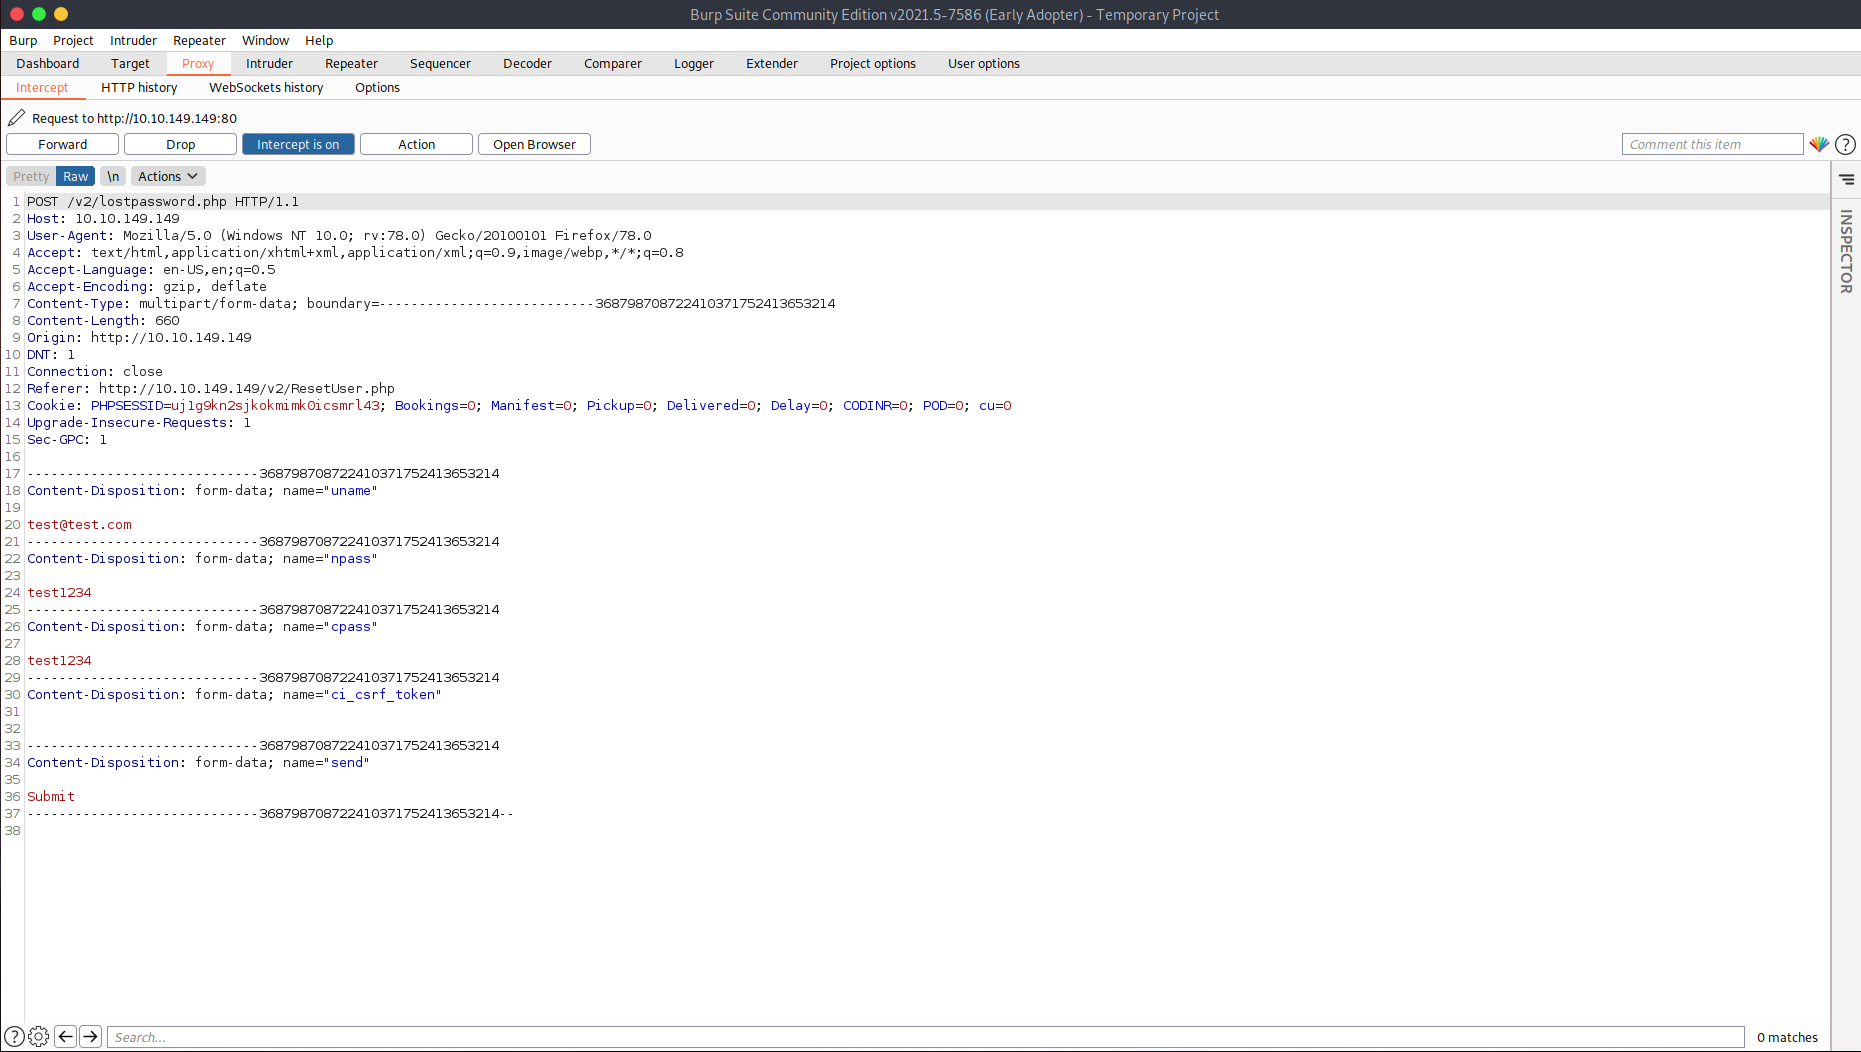 Burp Suite Community Edition v2021.5-7586 (Early Adopter) - Temporary Project
Burp Project Intruder Repeater Window Help
Dashboard Target Proxy Intruder Repeater Sequencer Decoder Comparer Logger Extender Project options User options
Intercept HTTP history WebSockets history Options
Request to http://10.10.149.149:80
Forward Drop Intercept is on Action Open Browser Comment this item ?
Pretty Raw \n Actions
INSPECTOR
1 POST /v2/lostpassword.php HTTP/1.1
2 Host: 10.10.149.149
3 User-Agent: Mozilla/5.0 (Windows NT 10.0; rv:78.0) Gecko/20100101 Firefox/78.0
4 Accept: text/html,application/xhtml+xml,application/xml;q=0.9,image/webp,*/*;q=0.8
5 Accept-Language: en-US,en;q=0.5
6 Accept-Encoding: gzip, deflate
7 Content-Type: multipart/form-data; boundary=---------------------------368798708722410371752413653214
8 Content-Length: 660
9 Origin: http://10.10.149.149
10 DNT: 1
11 Connection: close
12 Referer: http://10.10.149.149/v2/ResetUser.php
13 Cookie: PHPSESSID=uj1g9kn2sjkokmimk0icsmrl43; Bookings=0; Manifest=0; Pickup=0; Delivered=0; Delay=0; CODINR=0; POD=0; cu=0
14 Upgrade-Insecure-Requests: 1
15 Sec-GPC: 1
16
17 -----------------------------368798708722410371752413653214
18 Content-Disposition: form-data; name="uname"
19
20 test@test.com
21 -----------------------------368798708722410371752413653214
22 Content-Disposition: form-data; name="npass"
23
24 test1234
25 -----------------------------368798708722410371752413653214
26 Content-Disposition: form-data; name="cpass"
27
28 test1234
29 -----------------------------368798708722410371752413653214
30 Content-Disposition: form-data; name="ci_csrf_token"
31
32
33 -----------------------------368798708722410371752413653214
34 Content-Disposition: form-data; name="send"
35
36 Submit
37 -----------------------------368798708722410371752413653214--
38
? Search... 0 matches